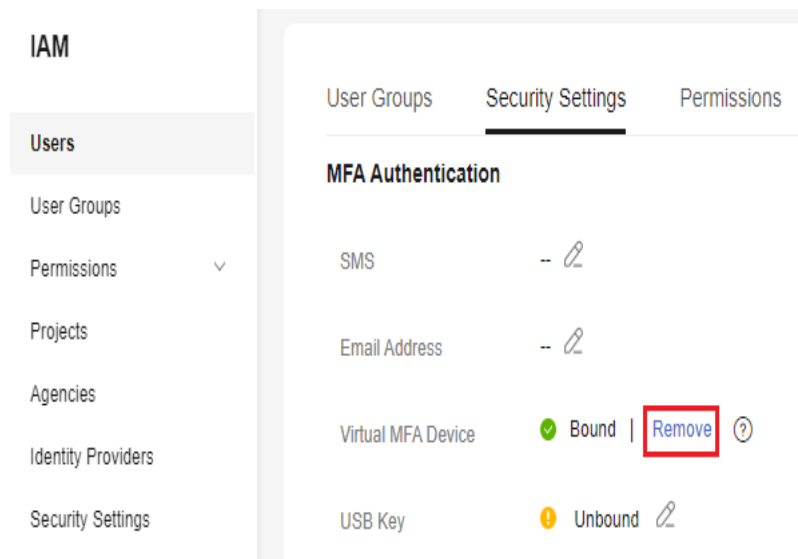 IAM
Users
User Groups
Permissions
Projects
Agencies
Identity Providers
Security Settings
User Groups Security Settings Permissions
MFA Authentication
SMS --
Email Address --
Virtual MFA Device Bound | Remove ?
USB Key ! Unbound